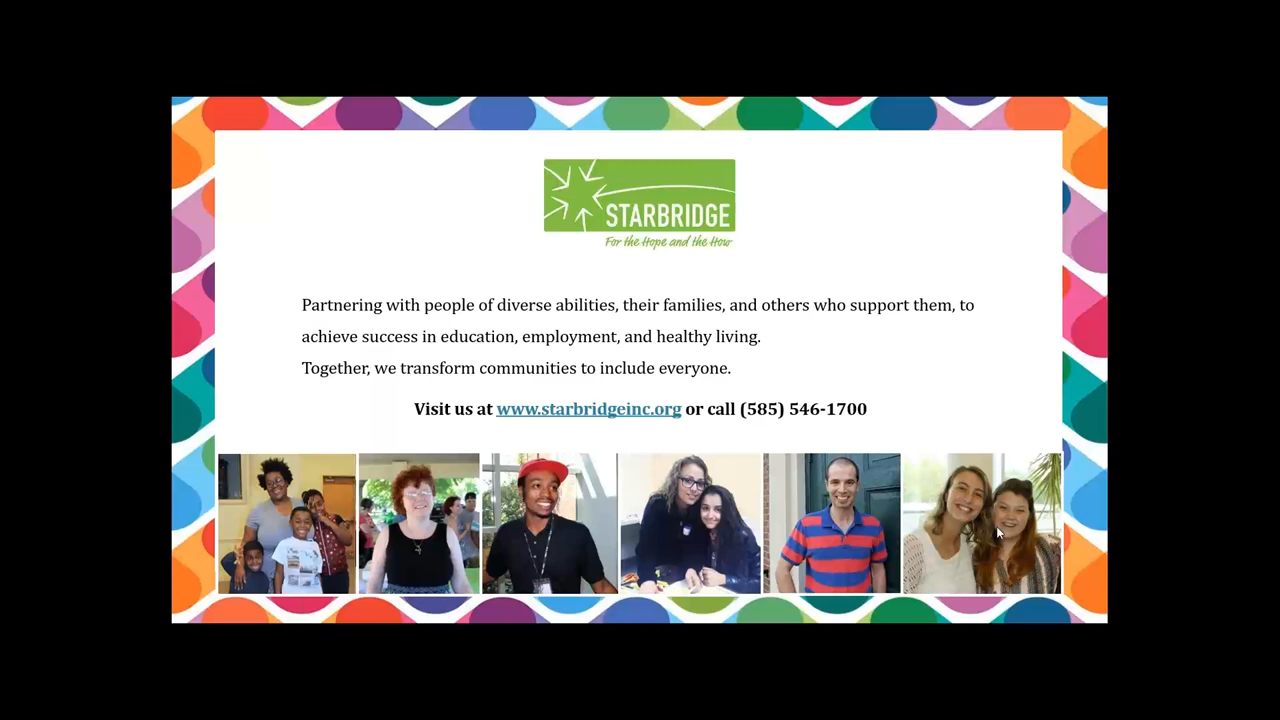 STARBRIDGE
For the Hope and the How
Partnering with people of diverse abilities, their families, and others who support them, to
achieve success in education, employment, and healthy living.
Together, we transform communities to include everyone.
Visit us at www.starbridgeinc.org or call (585) 546-1700